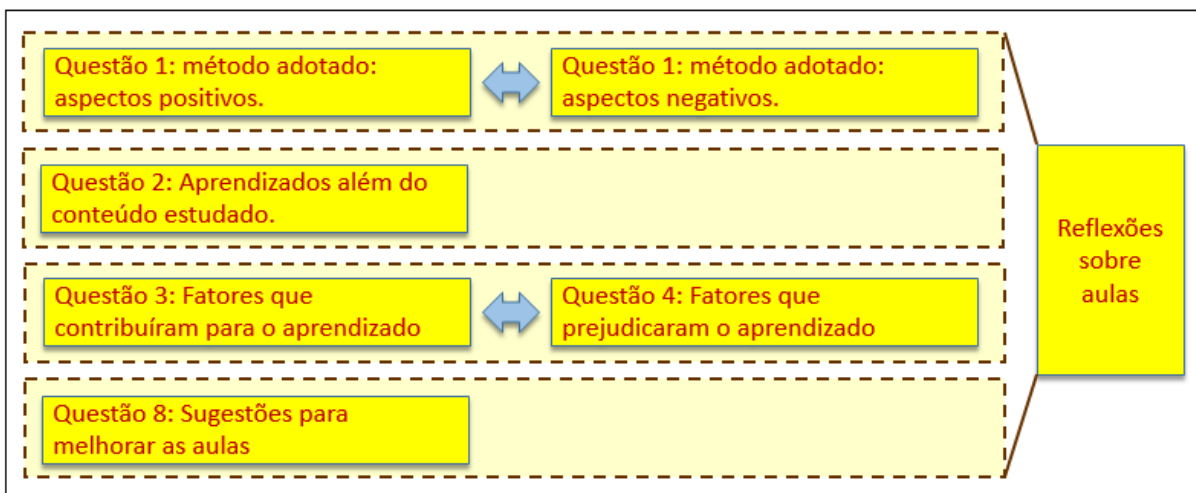 Questão 1: método adotado:
aspectos positivos.
Questão 1: método adotado:
aspectos negativos.
Questão 2: Aprendizados além do
conteúdo estudado.
Questão 3: Fatores que
contribuíram para o aprendizado
Questão 4: Fatores que
prejudicaram o aprendizado
Questão 8: Sugestões para
melhorar as aulas
Reflexões
sobre
aulas